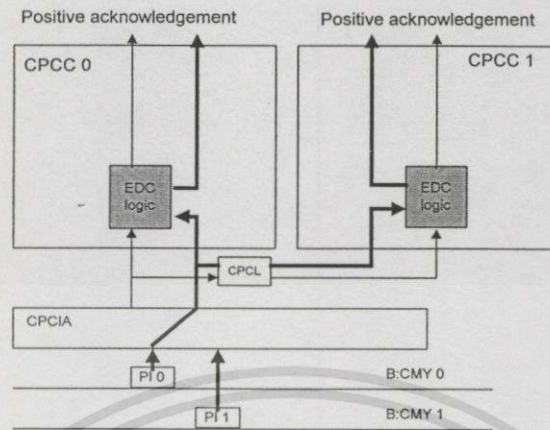 Positive acknowledgement
Positive acknowledgement
CPCC 0
CPCC 1
EDC
logic
EDC
logic
CPCL
CPCIA
PI 0
B:CMY 0
PI 1
B:CMY 1